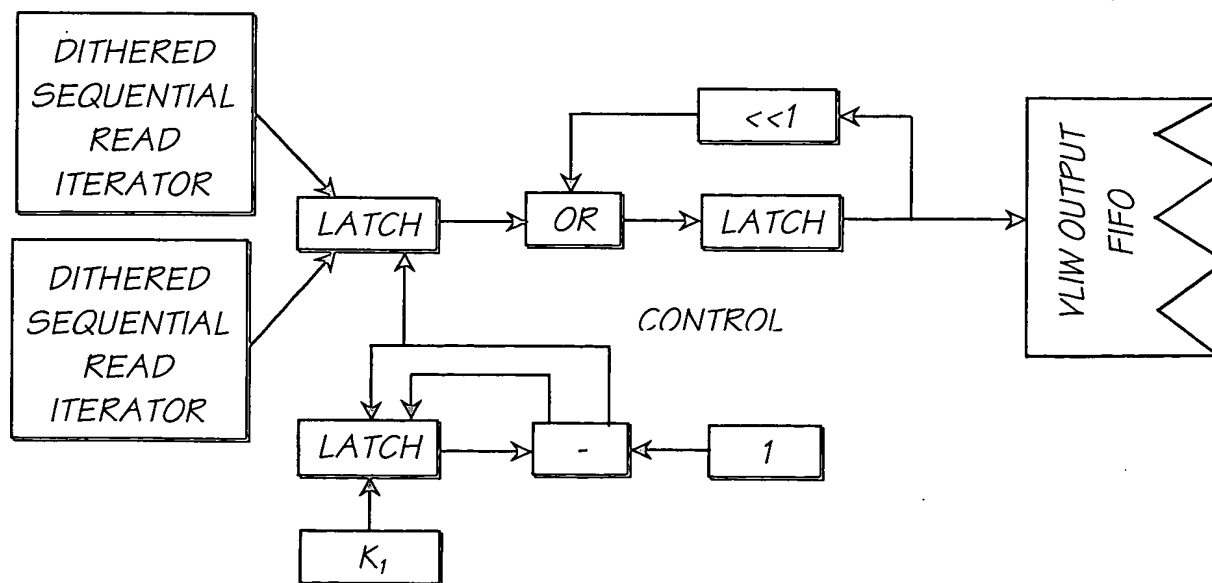 DITHERED
SEQUENTIAL
READ
ITERATOR
<<1
LATCH
OR
LATCH
VLIW OUTPUT
FIFO
DITHERED
SEQUENTIAL
READ
ITERATOR
CONTROL
LATCH
-
1
K₁